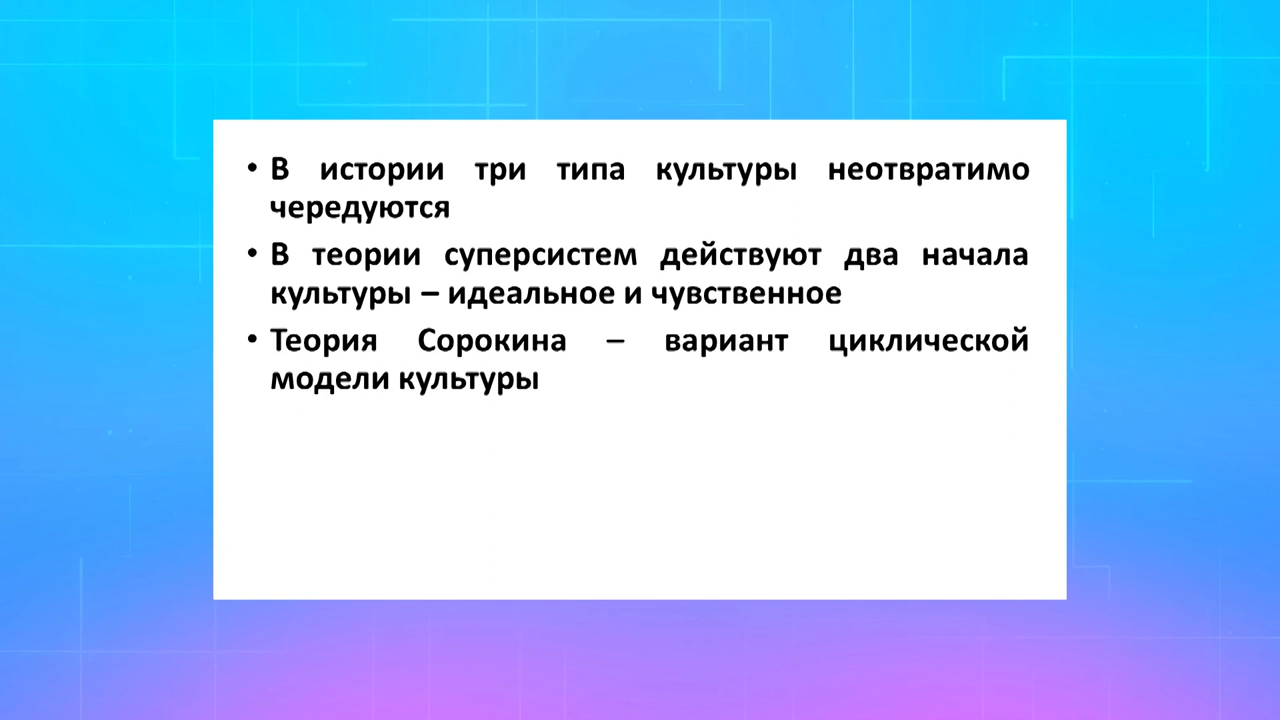 • В истории три типа культуры неотвратимо
чередуются
• В теории суперсистем действуют два начала
культуры – идеальное и чувственное
• Теория Сорокина – вариант циклической
модели культуры